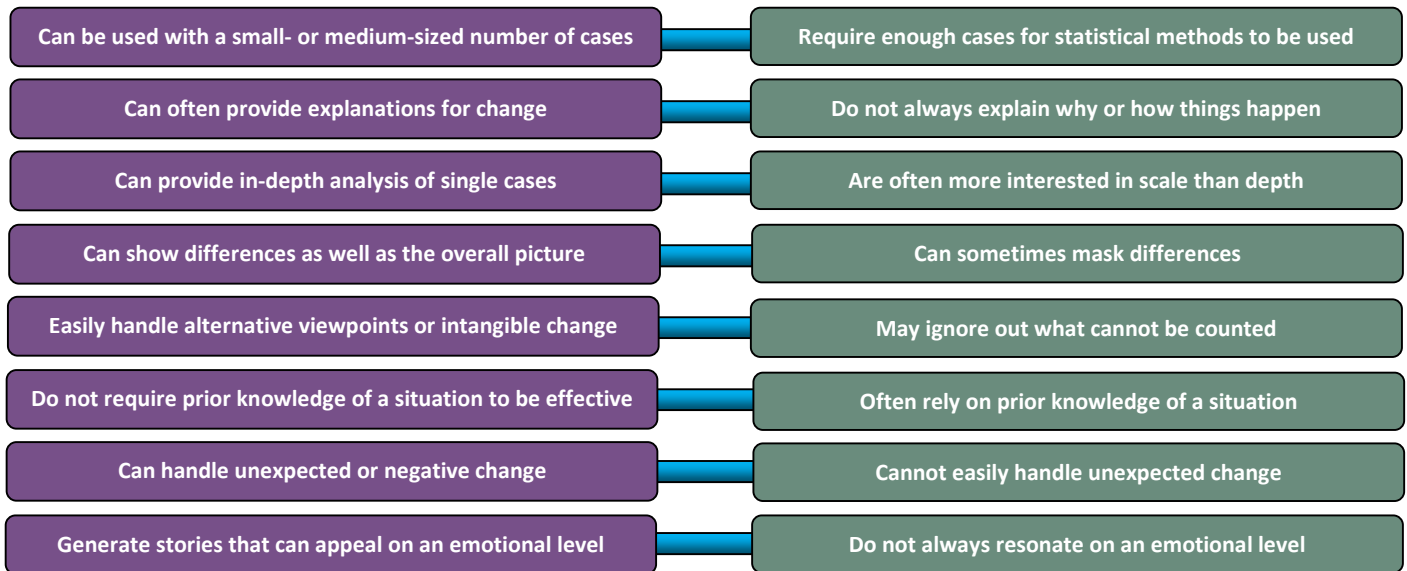 Can be used with a small- or medium-sized number of cases
Require enough cases for statistical methods to be used
Can often provide explanations for change
Do not always explain why or how things happen
Can provide in-depth analysis of single cases
Are often more interested in scale than depth
Can show differences as well as the overall picture
Can sometimes mask differences
Easily handle alternative viewpoints or intangible change
May ignore out what cannot be counted
Do not require prior knowledge of a situation to be effective
Often rely on prior knowledge of a situation
Can handle unexpected or negative change
Cannot easily handle unexpected change
Generate stories that can appeal on an emotional level
Do not always resonate on an emotional level